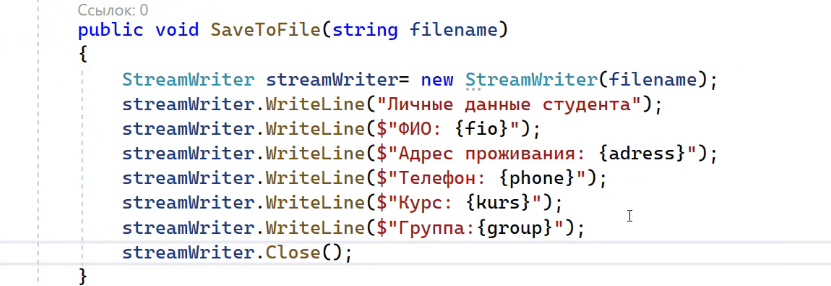 Ссылок: 0
public void SaveToFile(string filename)
{
StreamWriter streamWriter= new StreamWriter(filename);
streamWriter.WriteLine("Личные данные студента");
streamWriter.WriteLine($"ФИО: {fio}");
streamWriter.WriteLine($"Адрес проживания: {adress}");
streamWriter.WriteLine($"Телефон: {phone}");
streamWriter.WriteLine($"Курс: {kurs}");
streamWriter.WriteLine($"Группа:{group}");
streamWriter.Close();
}